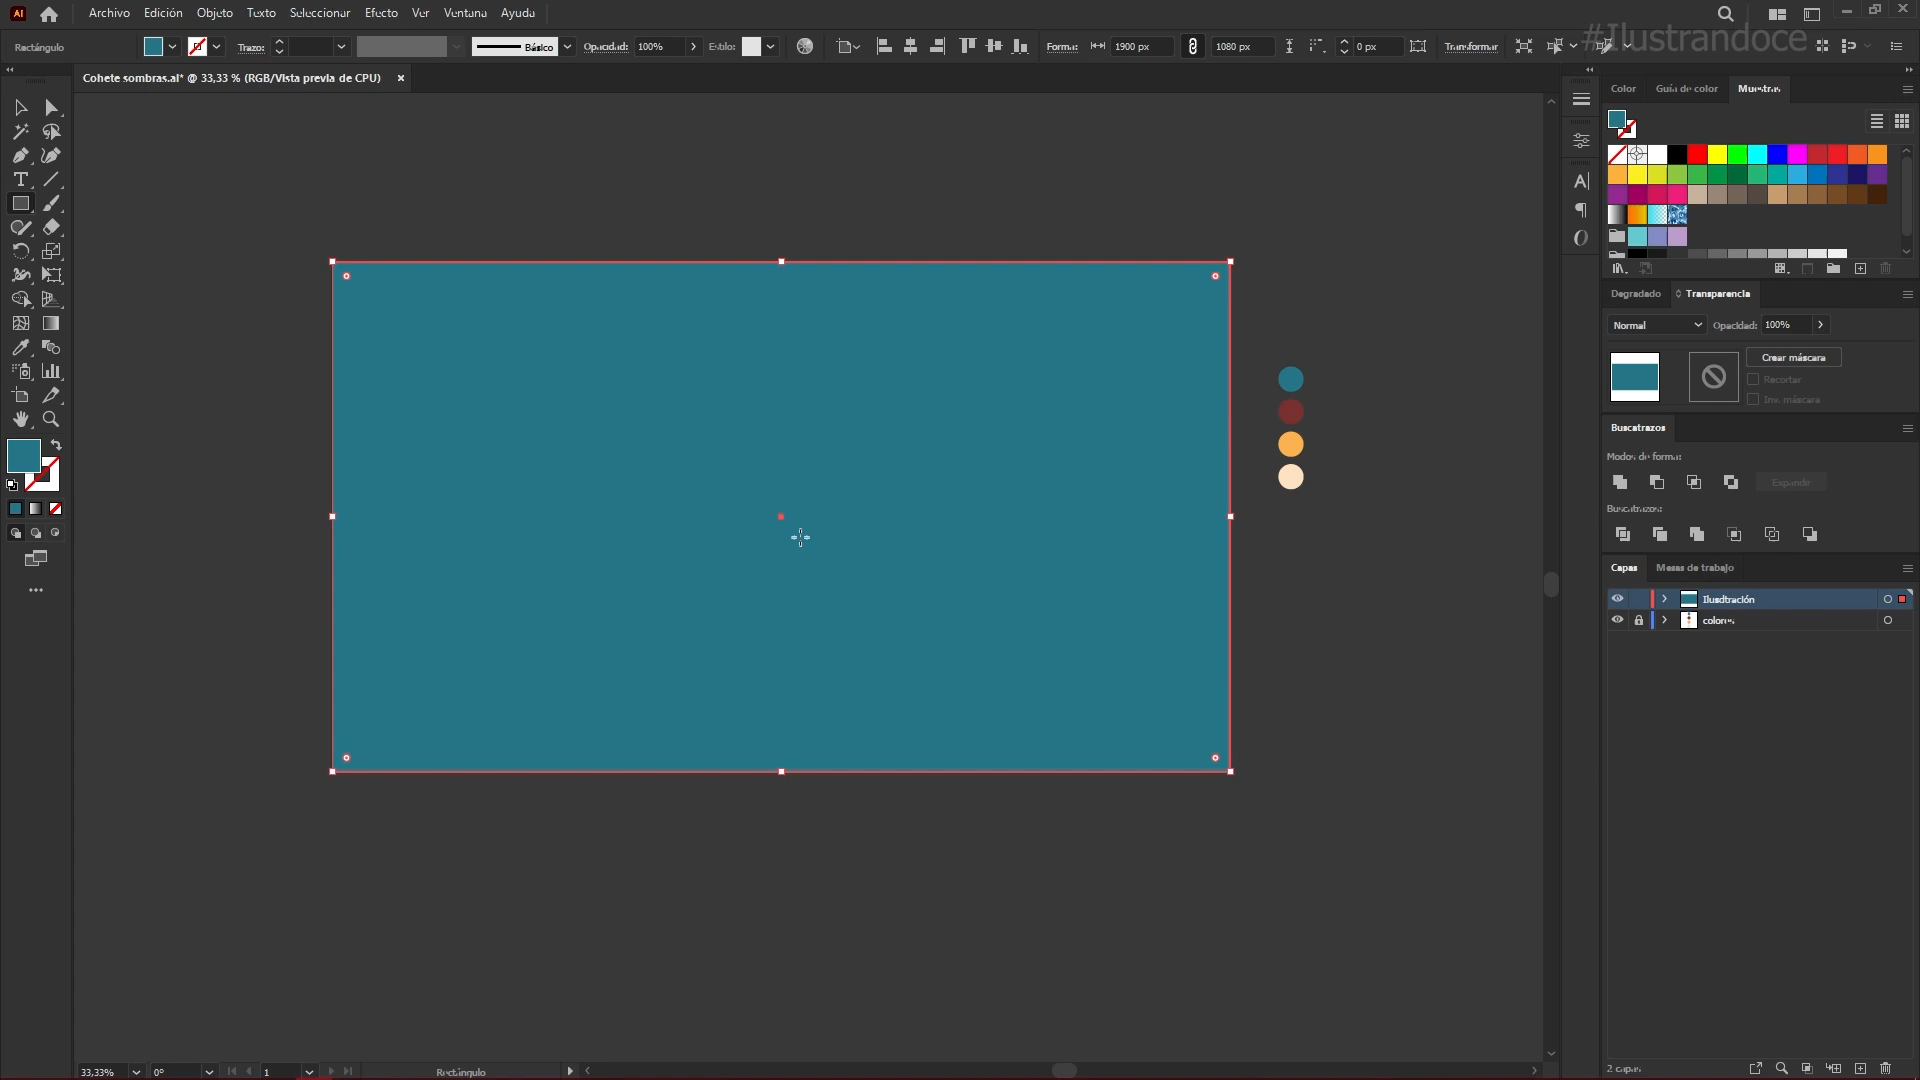 Ai Archivo Edición Objeto Texto Seleccionar Efecto Ver Ventana Ayuda
#Ilustrandoce
Rectángulo Trazo: Básico Opacidad: 100% Estilo: Forma: 1900 px 1080 px 0 px Transformar
Cohete sombras.ai* @ 33,33 % (RGB/Vista previa de CPU) ×
Color Guía de color Muestras
Degradado Transparencia
Normal Opacidad: 100%
Crear máscara
Recortar
Inv. máscara
Buscatrazos
Modos de forma:
Expandir
Buscatrazos:
Capas Mesas de trabajo
Ilusdtración
colores
33,33% 0° 1 Rectángulo
2 capas